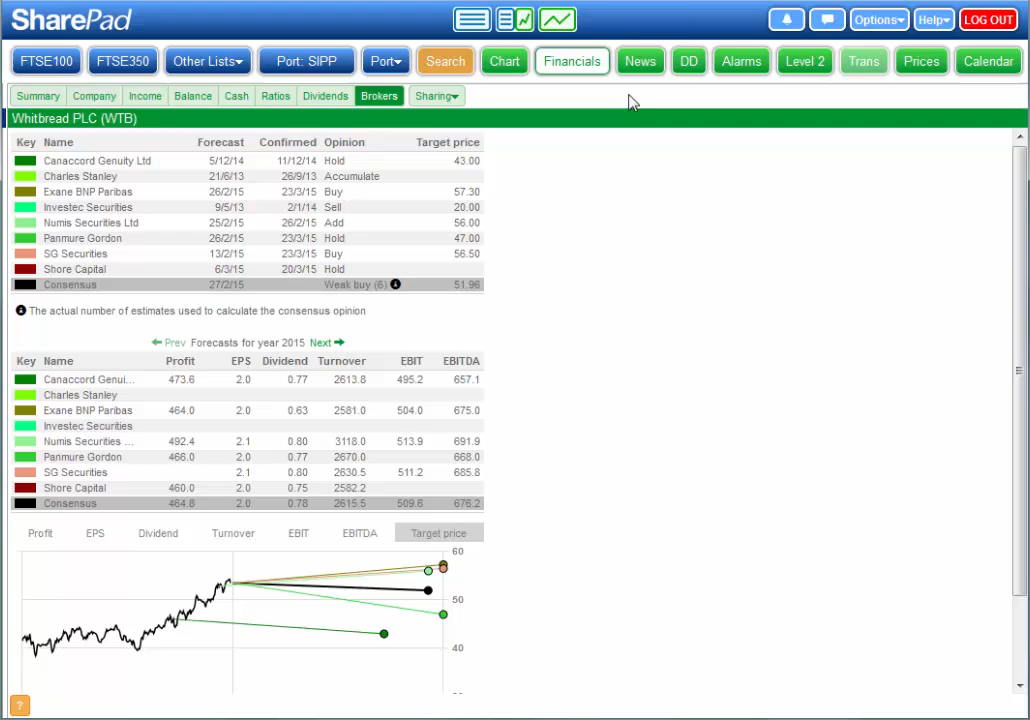 SharePad Options Help LOG OUT
FTSE100 FTSE350 Other Lists Port: SIPP Port Search Chart Financials News DD Alarms Level 2 Trans Prices Calendar
Summary Company Income Balance Cash Ratios Dividends Brokers Sharing
Whitbread PLC (WTB)
Key Name Forecast Confirmed Opinion Target price
Canaccord Genuity Ltd 5/12/14 11/12/14 Hold 43.00
Charles Stanley 21/6/13 26/9/13 Accumulate
Exane BNP Paribas 26/2/15 23/3/15 Buy 57.30
Investec Securities 9/5/13 2/1/14 Sell 20.00
Numis Securities Ltd 25/2/15 26/2/15 Add 56.00
Panmure Gordon 26/2/15 23/3/15 Hold 47.00
SG Securities 13/2/15 23/3/15 Buy 56.50
Shore Capital 6/3/15 20/3/15 Hold
Consensus 27/2/15 Weak buy (6) 51.96
The actual number of estimates used to calculate the consensus opinion
Prev Forecasts for year 2015 Next
Key Name Profit EPS Dividend Turnover EBIT EBITDA
Canaccord Genui... 473.6 2.0 0.77 2613.8 495.2 657.1
Charles Stanley
Exane BNP Paribas 464.0 2.0 0.63 2581.0 504.0 675.0
Investec Securities
Numis Securities ... 492.4 2.1 0.80 3118.0 513.9 691.9
Panmure Gordon 466.0 2.0 0.77 2670.0 668.0
SG Securities 2.1 0.80 2630.5 511.2 685.8
Shore Capital 460.0 2.0 0.75 2582.2
Consensus 464.8 2.0 0.78 2615.5 509.6 676.2
Profit EPS Dividend Turnover EBIT EBITDA Target price
60
50
40
?